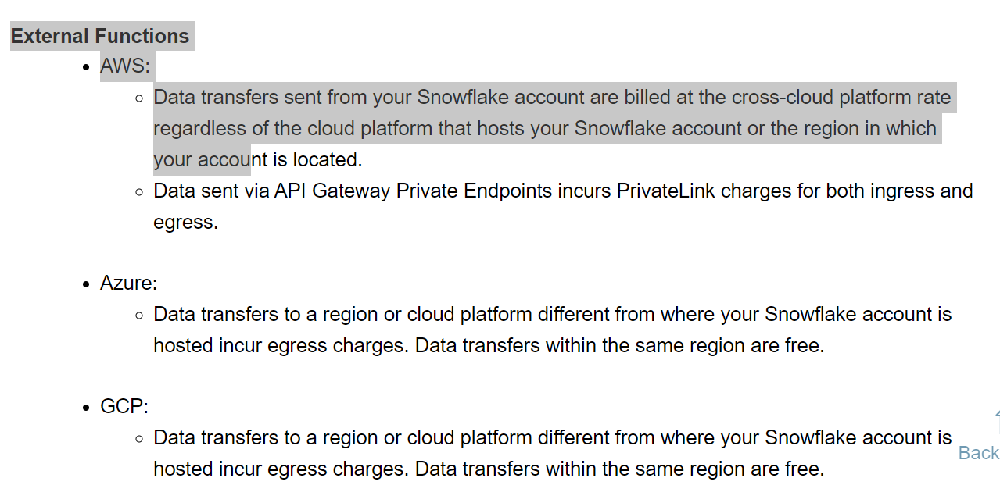 External Functions
AWS:
Data transfers sent from your Snowflake account are billed at the cross-cloud platform rate
regardless of the cloud platform that hosts your Snowflake account or the region in which
your account is located.
Data sent via API Gateway Private Endpoints incurs PrivateLink charges for both ingress and
egress.
Azure:
Data transfers to a region or cloud platform different from where your Snowflake account is
hosted incur egress charges. Data transfers within the same region are free.
GCP:
Data transfers to a region or cloud platform different from where your Snowflake account is
hosted incur egress charges. Data transfers within the same region are free.
Back